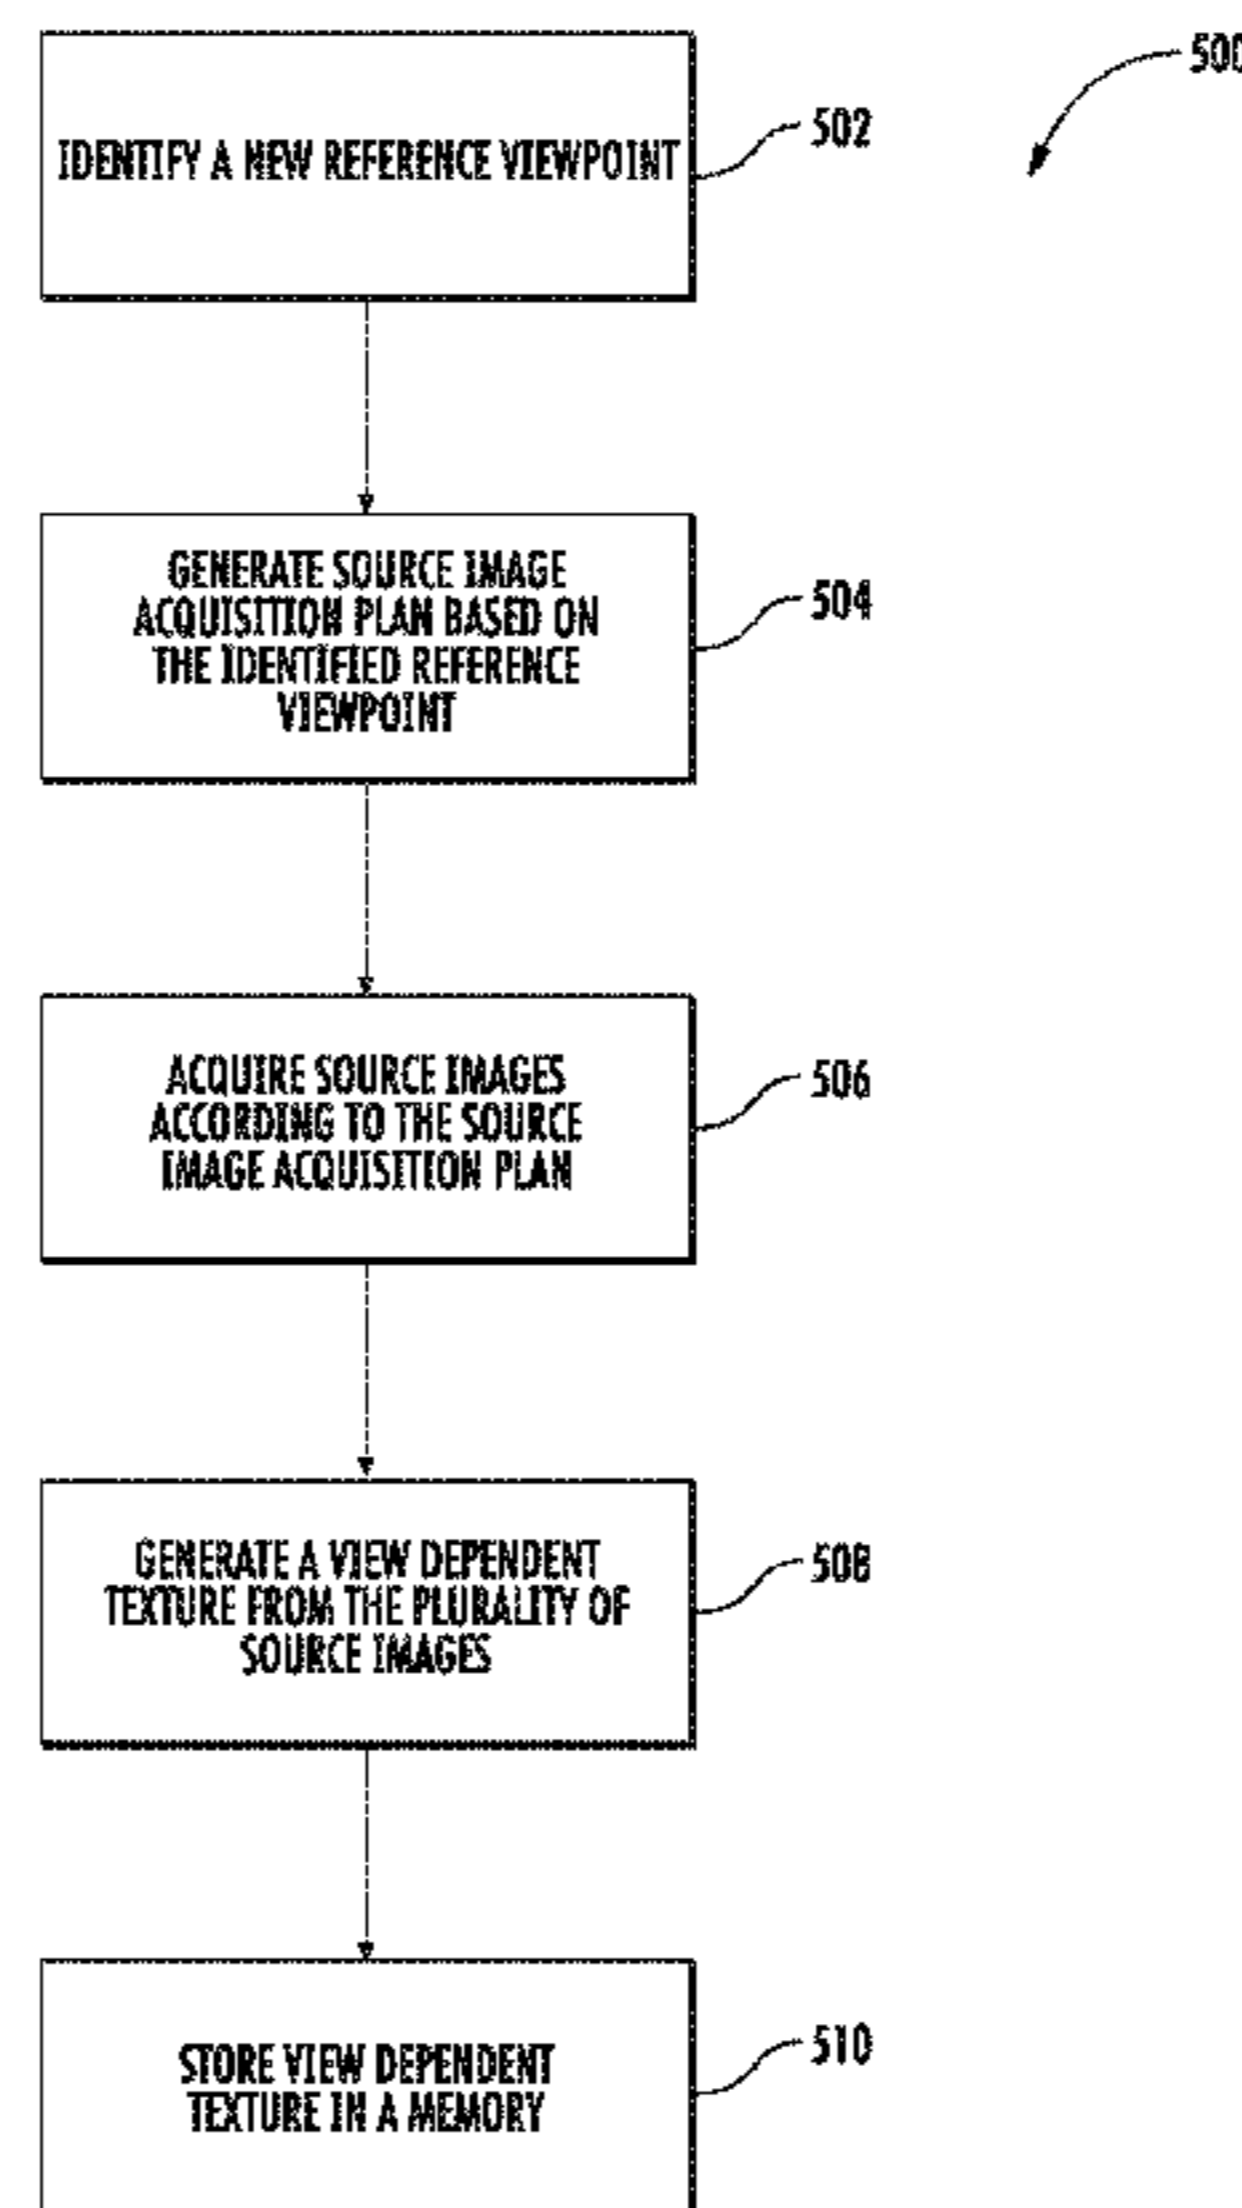 500
IDENTIFY A NEW REFERENCE VIEWPOINT
502
GENERATE SOURCE IMAGE
ACQUISITION PLAN BASED ON
THE IDENTIFIED REFERENCE
VIEWPOINT
504
ACQUIRE SOURCE IMAGES
ACCORDING TO THE SOURCE
IMAGE ACQUISITION PLAN
506
GENERATE A VIEW DEPENDENT
TEXTURE FROM THE PLURALITY OF
SOURCE IMAGES
508
STORE VIEW DEPENDENT
TEXTURE IN A MEMORY
510